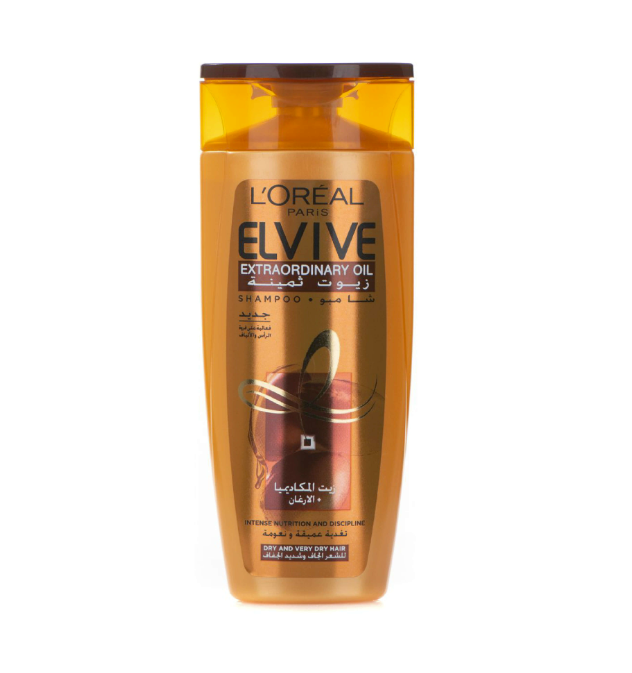 L'ORÉAL
PARIS
ELVIVE
EXTRAORDINARY OIL
زيوت ثمينة
SHAMPOO • شامبو
جديد
زيت المكاديميا
• الارغان
INTENSE NUTRITION AND DISCIPLINE
تغذية عميقة و نعومة
DRY AND VERY DRY HAIR
للشعر الجاف وشديد الجفاف